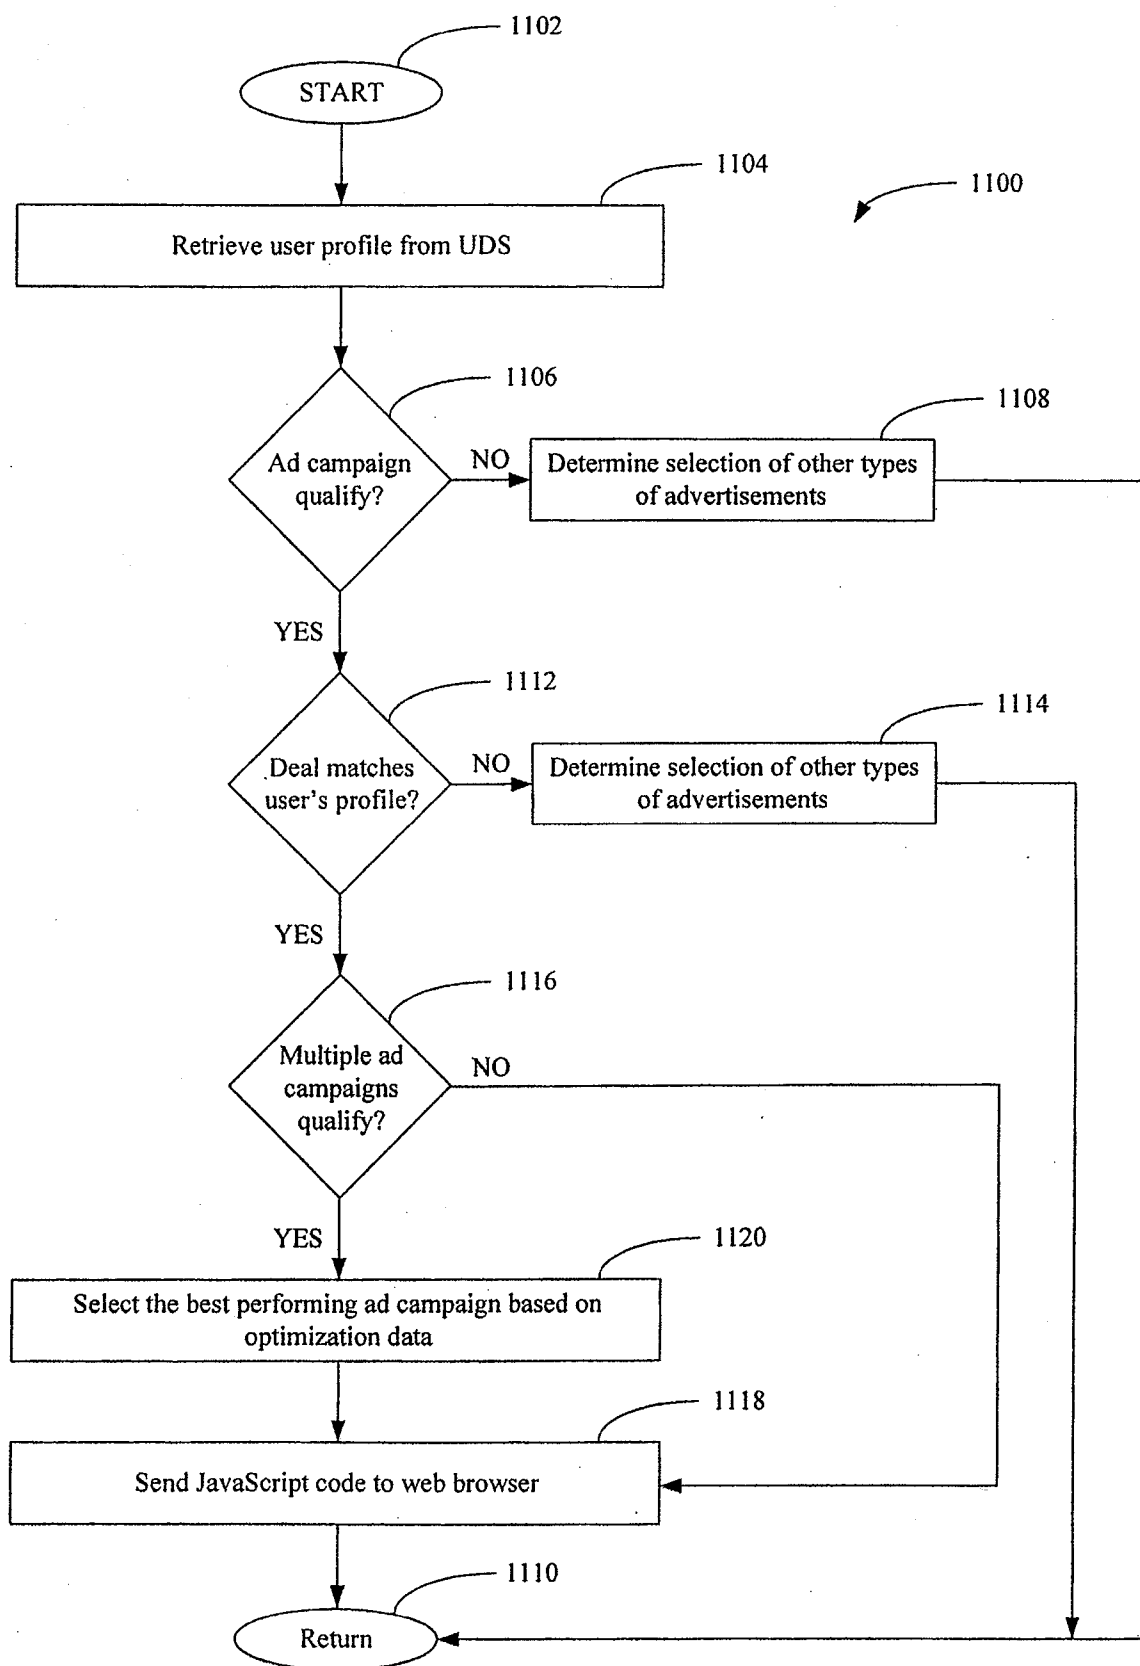 1102
START
1104
1100
Retrieve user profile from UDS
1106
1108
Ad campaign
qualify?
NO
Determine selection of other types
of advertisements
YES
1112
1114
Deal matches
user's profile?
NO
Determine selection of other types
of advertisements
YES
1116
Multiple ad
campaigns
qualify?
NO
YES
1120
Select the best performing ad campaign based on
optimization data
1118
Send JavaScript code to web browser
1110
Return